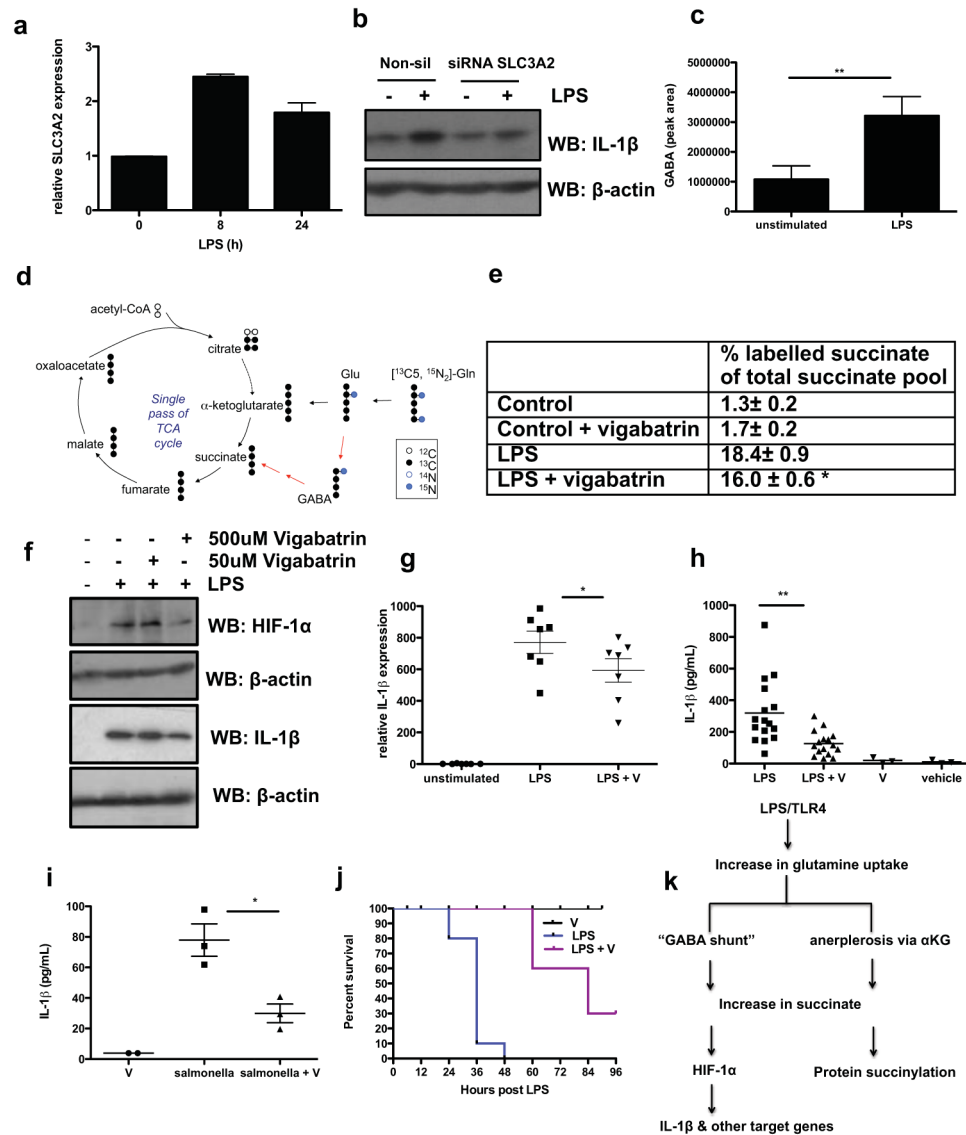 a
relative SLC3A2 expression
3
2
1
0
0 8 24
LPS (h)
b
Non-sil siRNA SLC3A2
- + - + LPS
WB: IL-1β
WB: β-actin
c
GABA (peak area)
5000000
4000000
3000000
2000000
1000000
0
**
unstimulated LPS
d
acetyl-CoA
citrate
oxaloacetate
α-ketoglutarate
Glu
[¹³C5, ¹⁵N₂]-Gln
Single
pass of
TCA
cycle
malate
succinate
fumarate
GABA
¹²C
¹³C
¹⁴N
¹⁵N
e
% labelled succinate
of total succinate pool
Control 1.3± 0.2
Control + vigabatrin 1.7± 0.2
LPS 18.4± 0.9
LPS + vigabatrin 16.0 ± 0.6 *
f
- - - + 500uM Vigabatrin
- - + - 50uM Vigabatrin
- + + + LPS
WB: HIF-1α
WB: β-actin
WB: IL-1β
WB: β-actin
g
relative IL-1β expression
1000
800
600
400
200
0
*
unstimulated LPS LPS + V
h
IL-1β (pg/mL)
1000
800
600
400
200
0
**
LPS LPS + V V vehicle
i
IL-1β (pg/mL)
100
80
60
40
20
0
*
V salmonella salmonella + V
j
Percent survival
100
90
80
70
60
50
40
30
20
10
0
V
LPS
LPS + V
0 12 24 36 48 60 72 84 96
Hours post LPS
k
LPS/TLR4
Increase in glutamine uptake
“GABA shunt” anerplerosis via αKG
Increase in succinate
HIF-1α Protein succinylation
IL-1β & other target genes